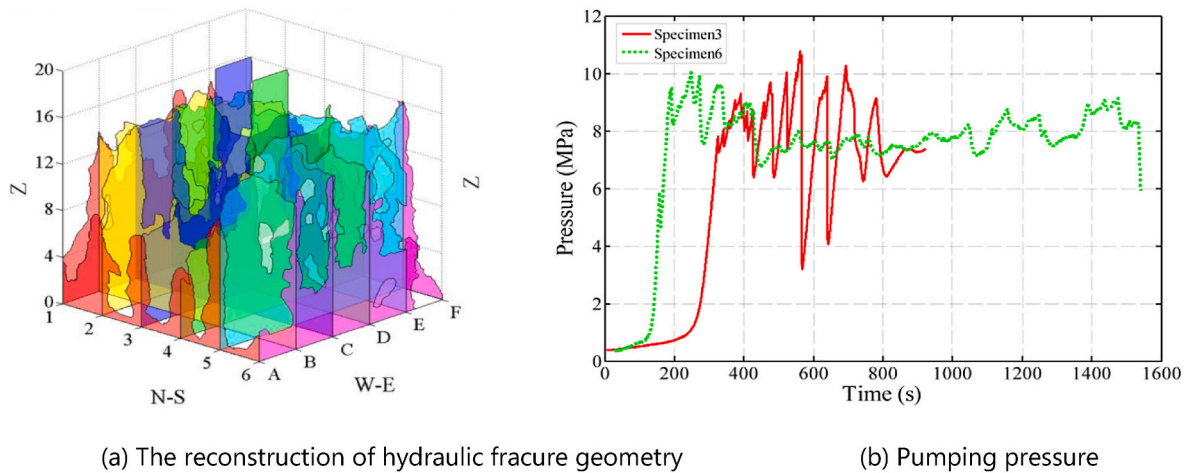 20
16
12
8
4
0
Z
Z
1
2
3
4
5
6
A
B
C
D
E
F
N-S
W-E
12
10
8
6
4
2
0
Pressure (MPa)
Specimen3
Specimen6
0 200 400 600 800 1000 1200 1400 1600
Time (s)
(a) The reconstruction of hydraulic fracure geometry
(b) Pumping pressure